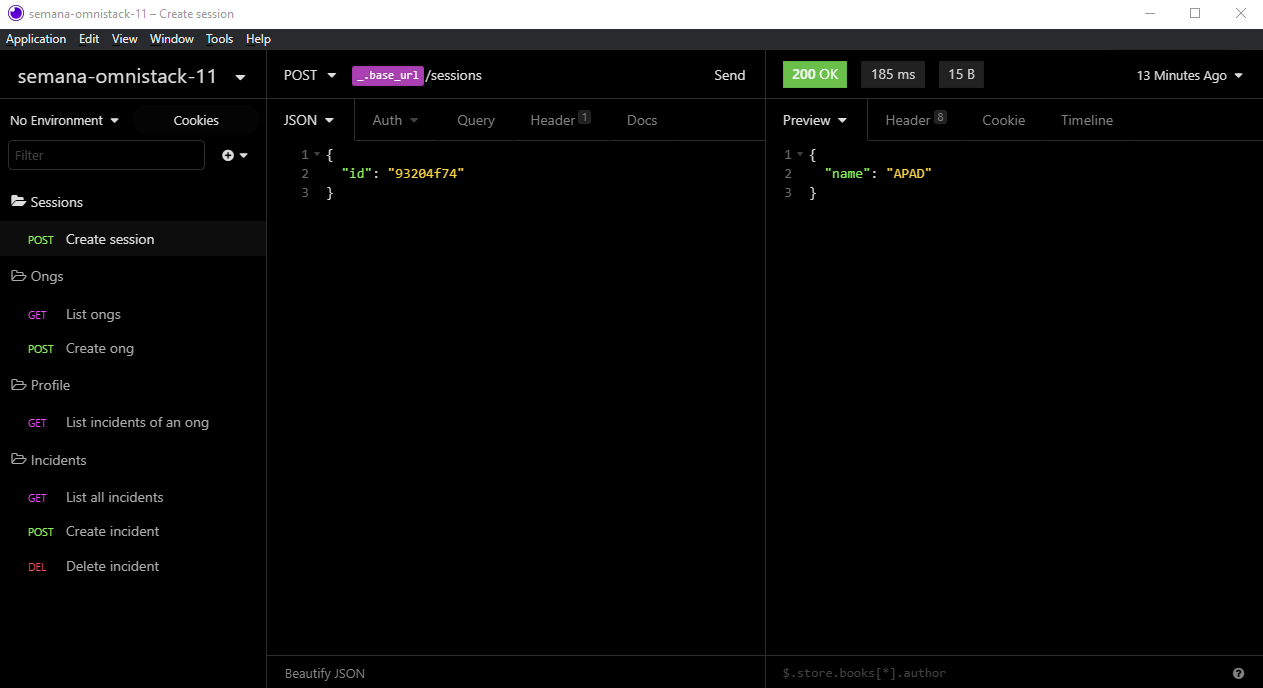 semana-omnistack-11 – Create session
Application Edit View Window Tools Help
semana-omnistack-11
POST _.base_url/sessions Send
200 OK 185 ms 15 B 13 Minutes Ago
No Environment Cookies
JSON Auth Query Header 1 Docs
Preview Header 8 Cookie Timeline
Filter
1 {
2 "id": "93204f74"
3 }
1 {
2 "name": "APAD"
3 }
Sessions
POST Create session
Ongs
GET List ongs
POST Create ong
Profile
GET List incidents of an ong
Incidents
GET List all incidents
POST Create incident
DEL Delete incident
Beautify JSON
$.store.books[*].author